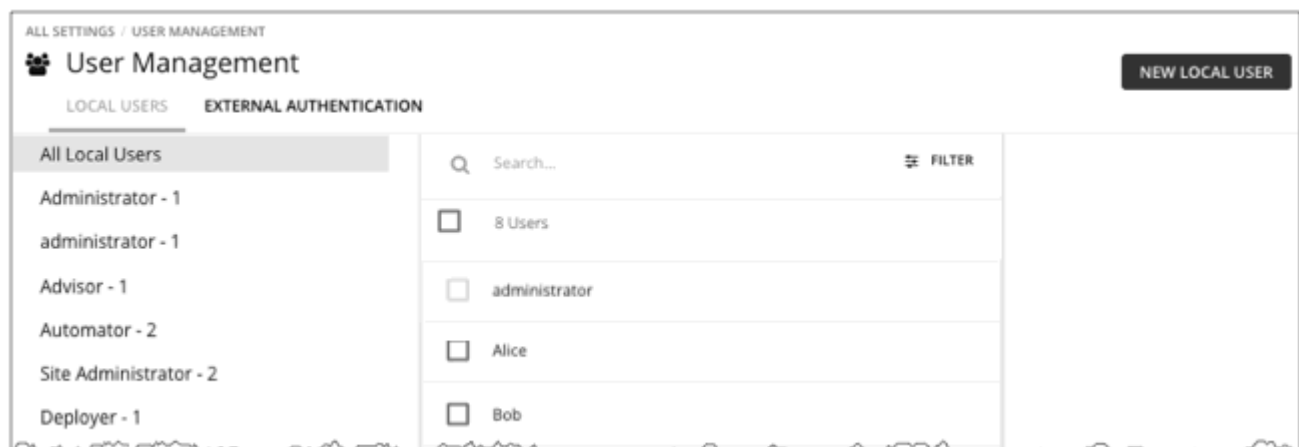 ALL SETTINGS / USER MANAGEMENT
User Management
NEW LOCAL USER
LOCAL USERS EXTERNAL AUTHENTICATION
All Local Users
Administrator - 1
administrator - 1
Advisor - 1
Automator - 2
Site Administrator - 2
Deployer - 1
Search...
FILTER
8 Users
administrator
Alice
Bob